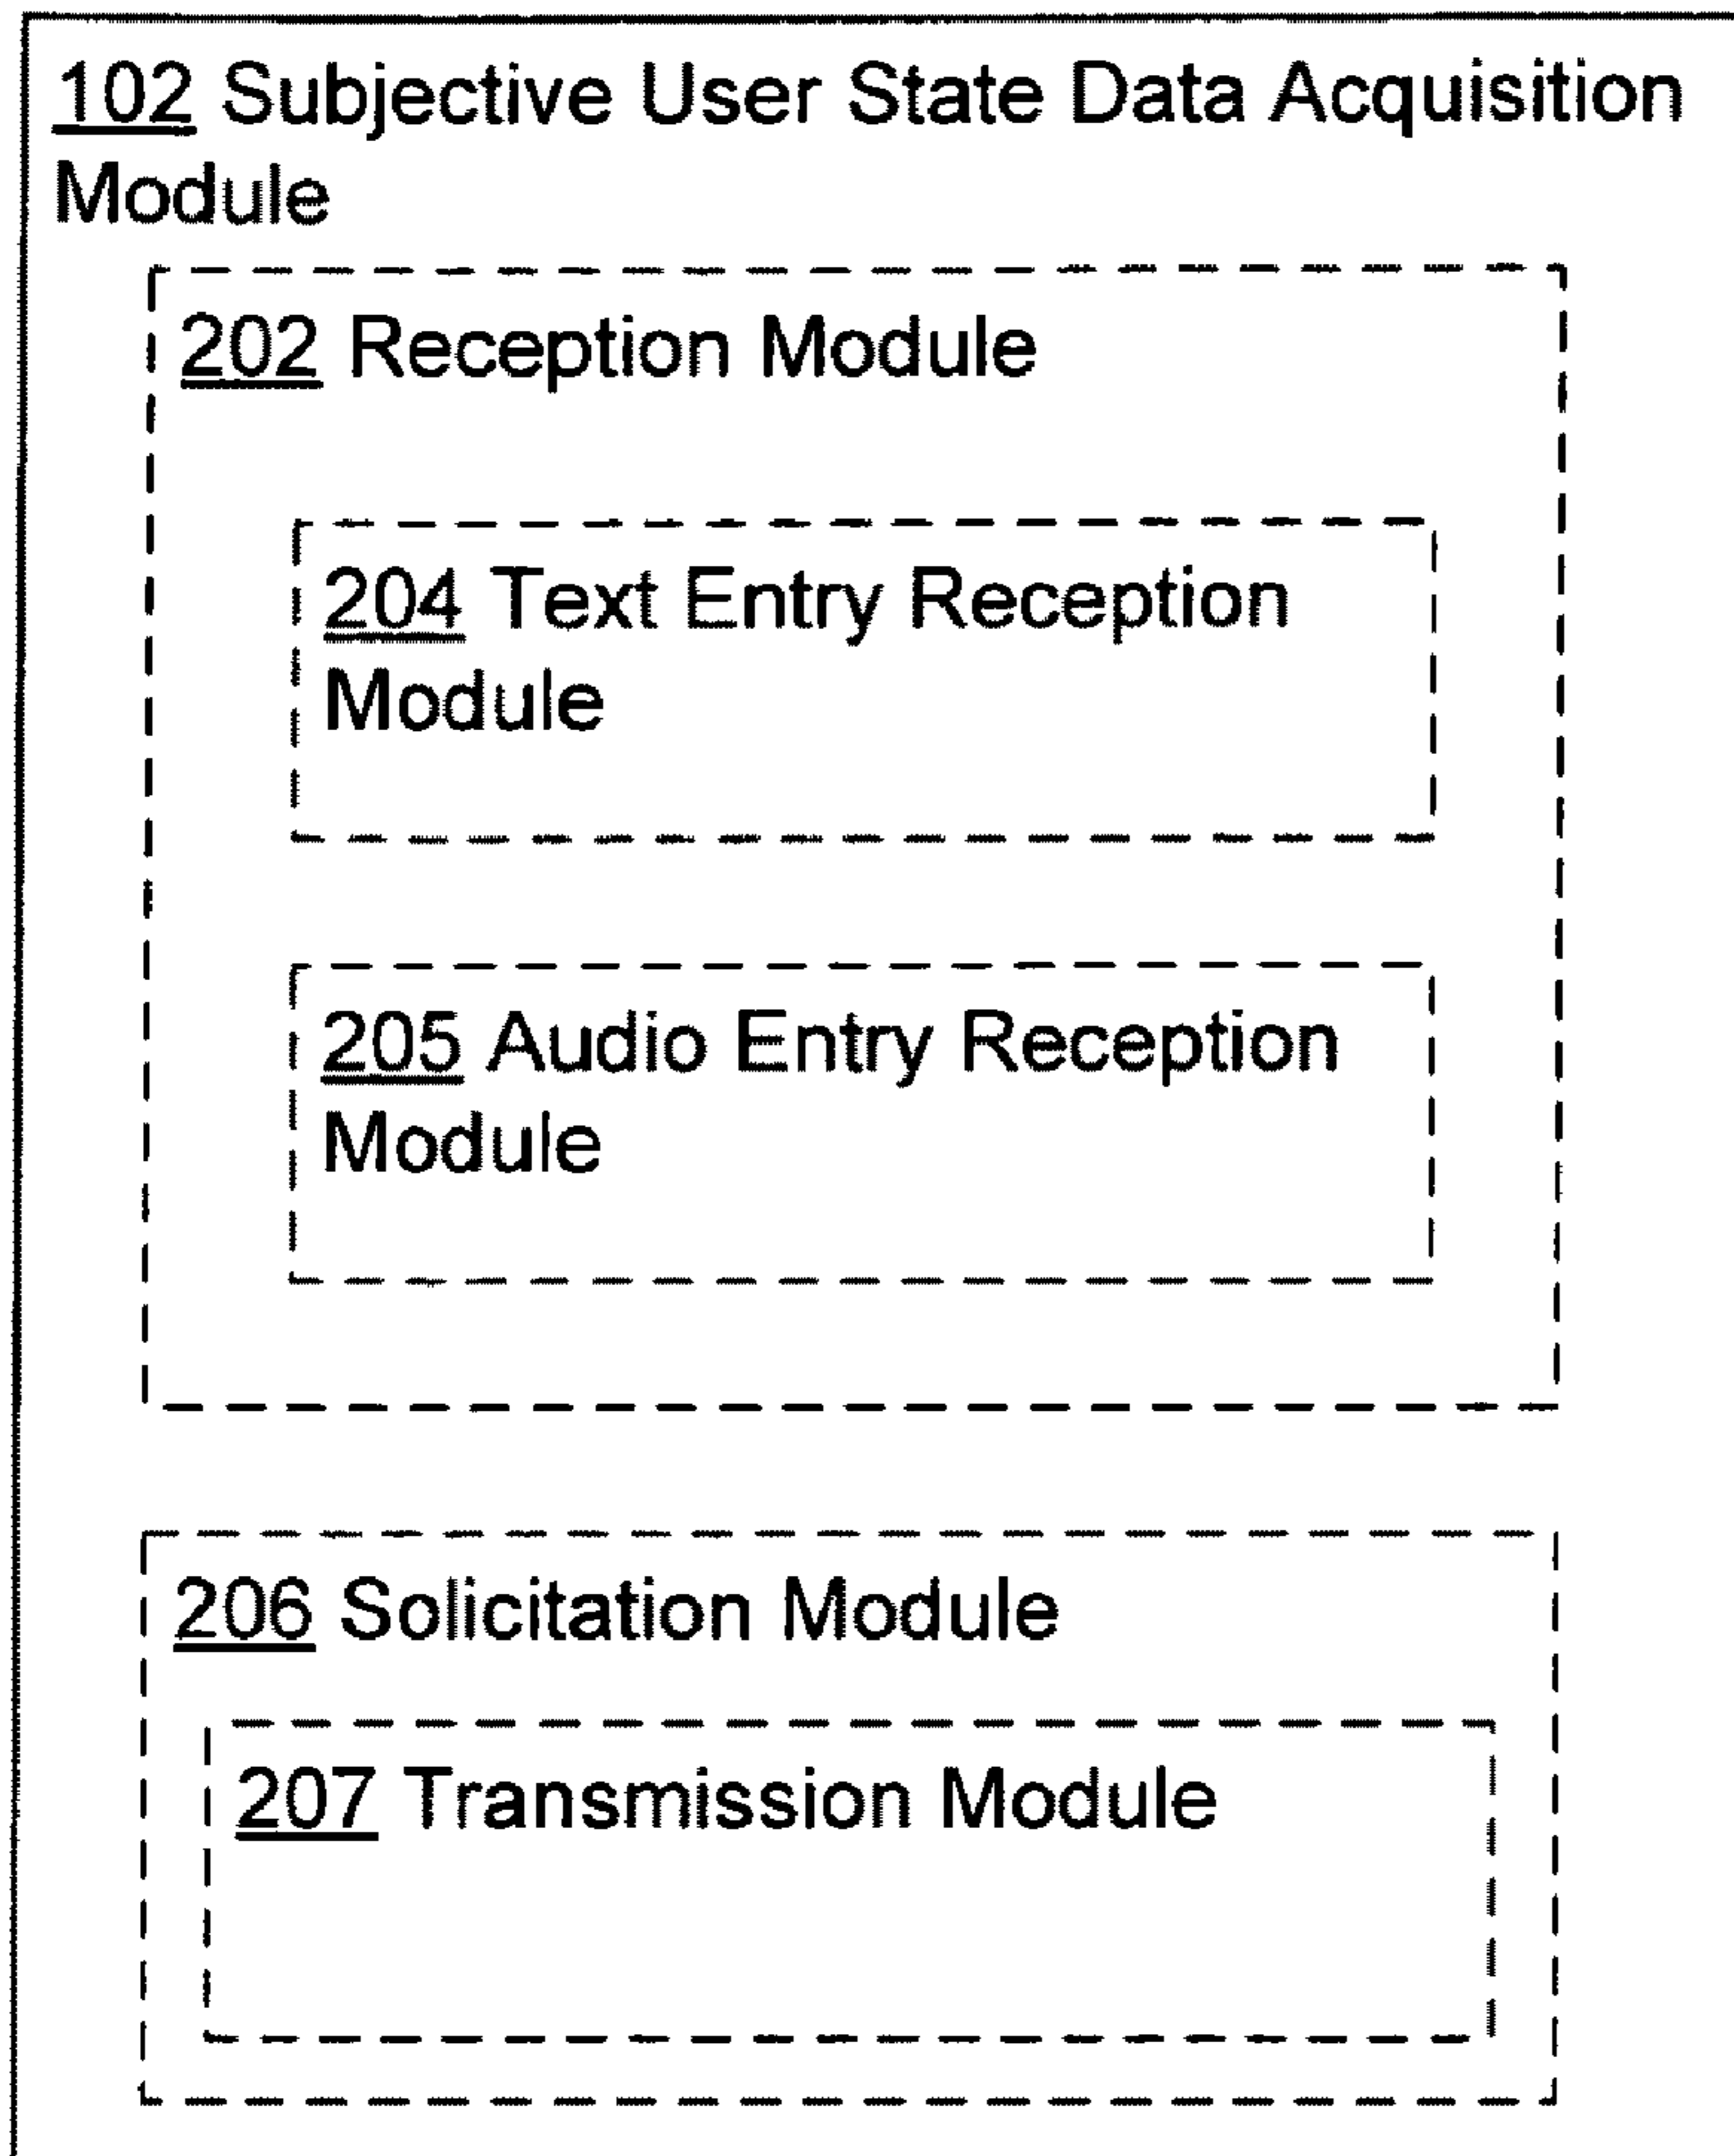 102 Subjective User State Data Acquisition
Module
202 Reception Module
204 Text Entry Reception
Module
205 Audio Entry Reception
Module
206 Solicitation Module
207 Transmission Module